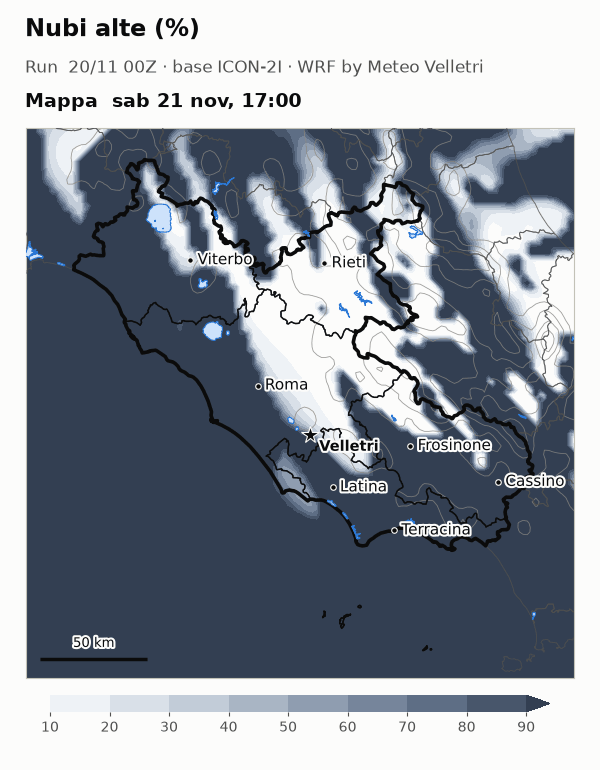 Nubi alte (%)
Run  20/11 00Z · base ICON-2I · WRF by Meteo Velletri
Mappa  sab 21 nov, 17:00
Viterbo
Rieti
Roma
Velletri
Frosinone
Latina
Cassino
Terracina
50 km
10 20 30 40 50 60 70 80 90